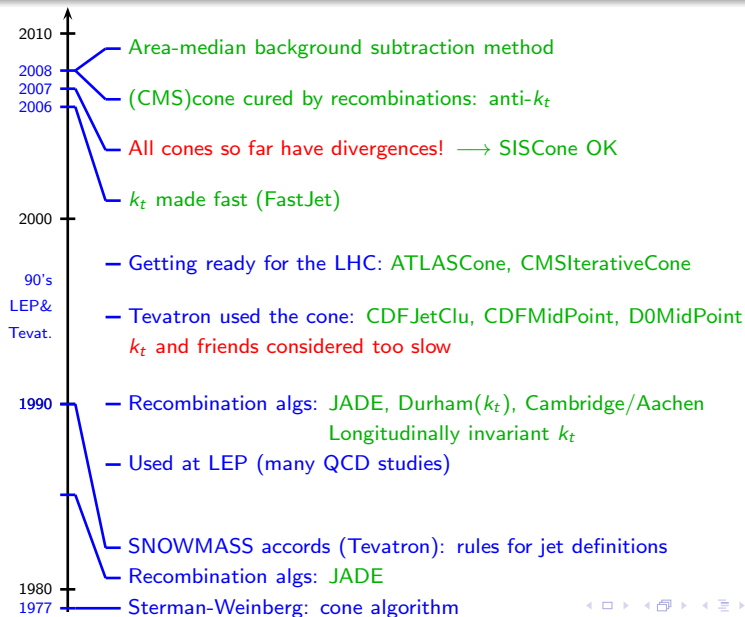 2010
Area-median background subtraction method
2008
2007
(CMS)cone cured by recombinations: anti-kₜ
2006
All cones so far have divergences! ⟶ SISCone OK
kₜ made fast (FastJet)
2000
Getting ready for the LHC: ATLASCone, CMSIterativeCone
90's
LEP&
Tevat.
Tevatron used the cone: CDFJetClu, CDFMidPoint, D0MidPoint
kₜ and friends considered too slow
1990
Recombination algs: JADE, Durham(kₜ), Cambridge/Aachen
Longitudinally invariant kₜ
Used at LEP (many QCD studies)
SNOWMASS accords (Tevatron): rules for jet definitions
Recombination algs: JADE
1980
1977
Sterman-Weinberg: cone algorithm